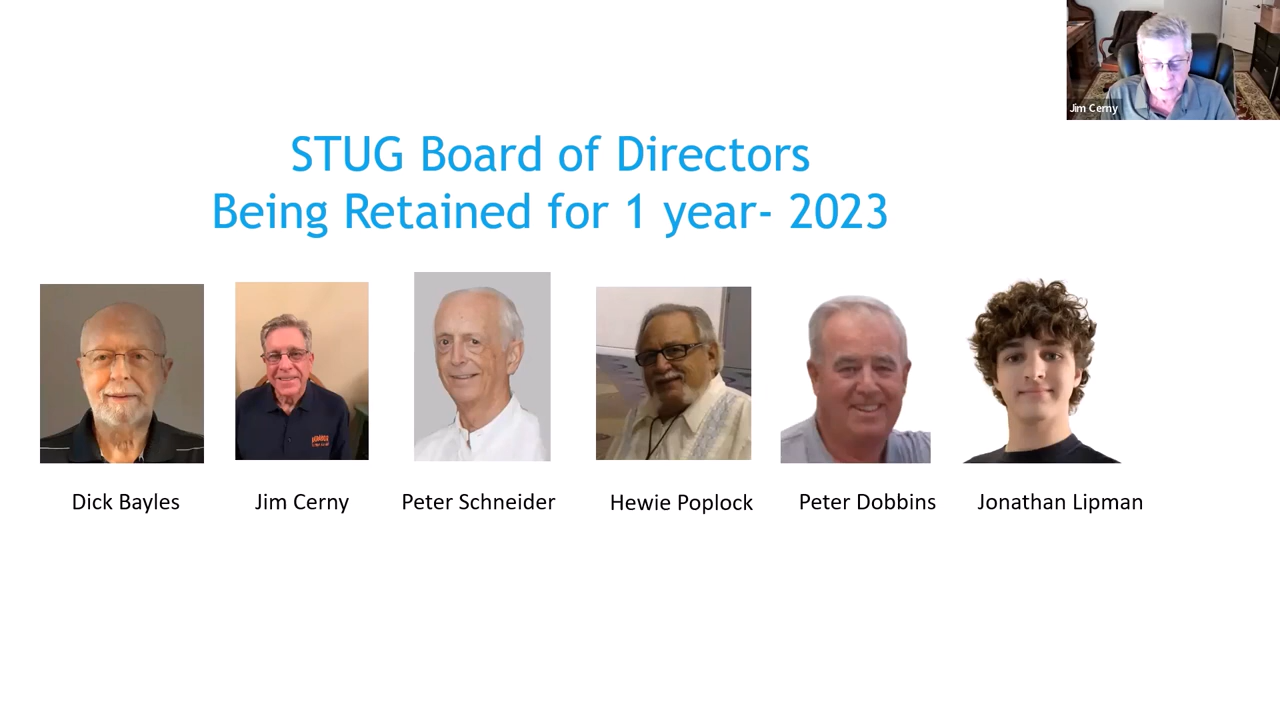 Jim Cerny
STUG Board of Directors
Being Retained for 1 year- 2023
Dick Bayles
Jim Cerny
Peter Schneider
Hewie Poplock
Peter Dobbins
Jonathan Lipman